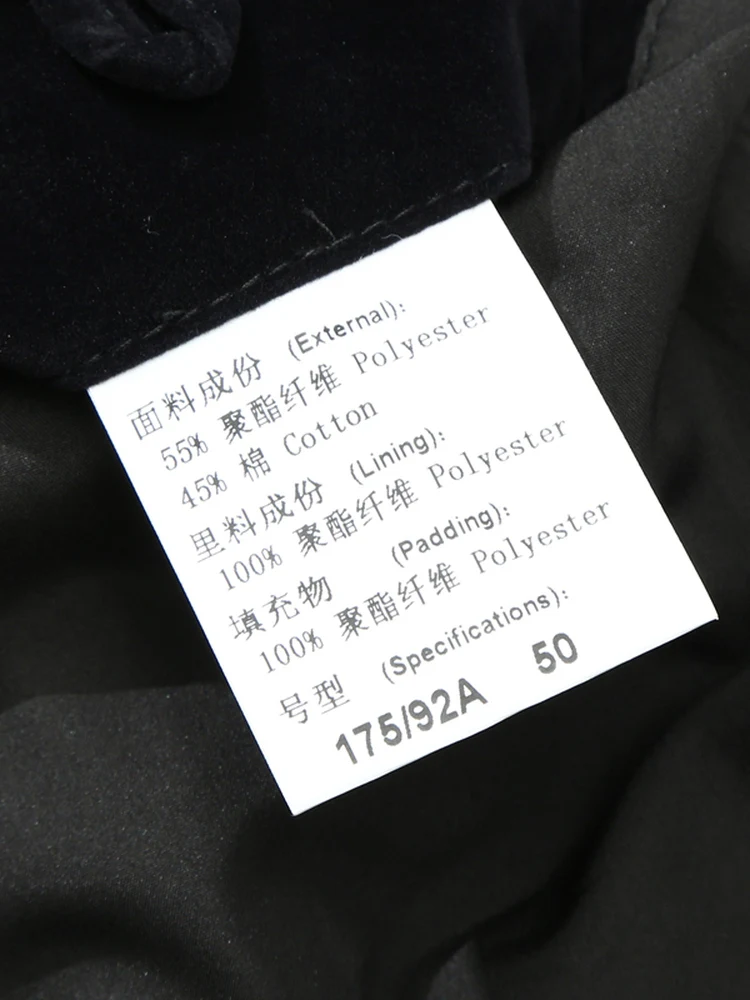 面料成份 (External):
55% 聚酯纤维 Polyester
45% 棉 Cotton
里料成份 (Lining):
100% 聚酯纤维 Polyester
填充物 (Padding):
100% 聚酯纤维 Polyester
号型 (Specifications):
175/92A 50